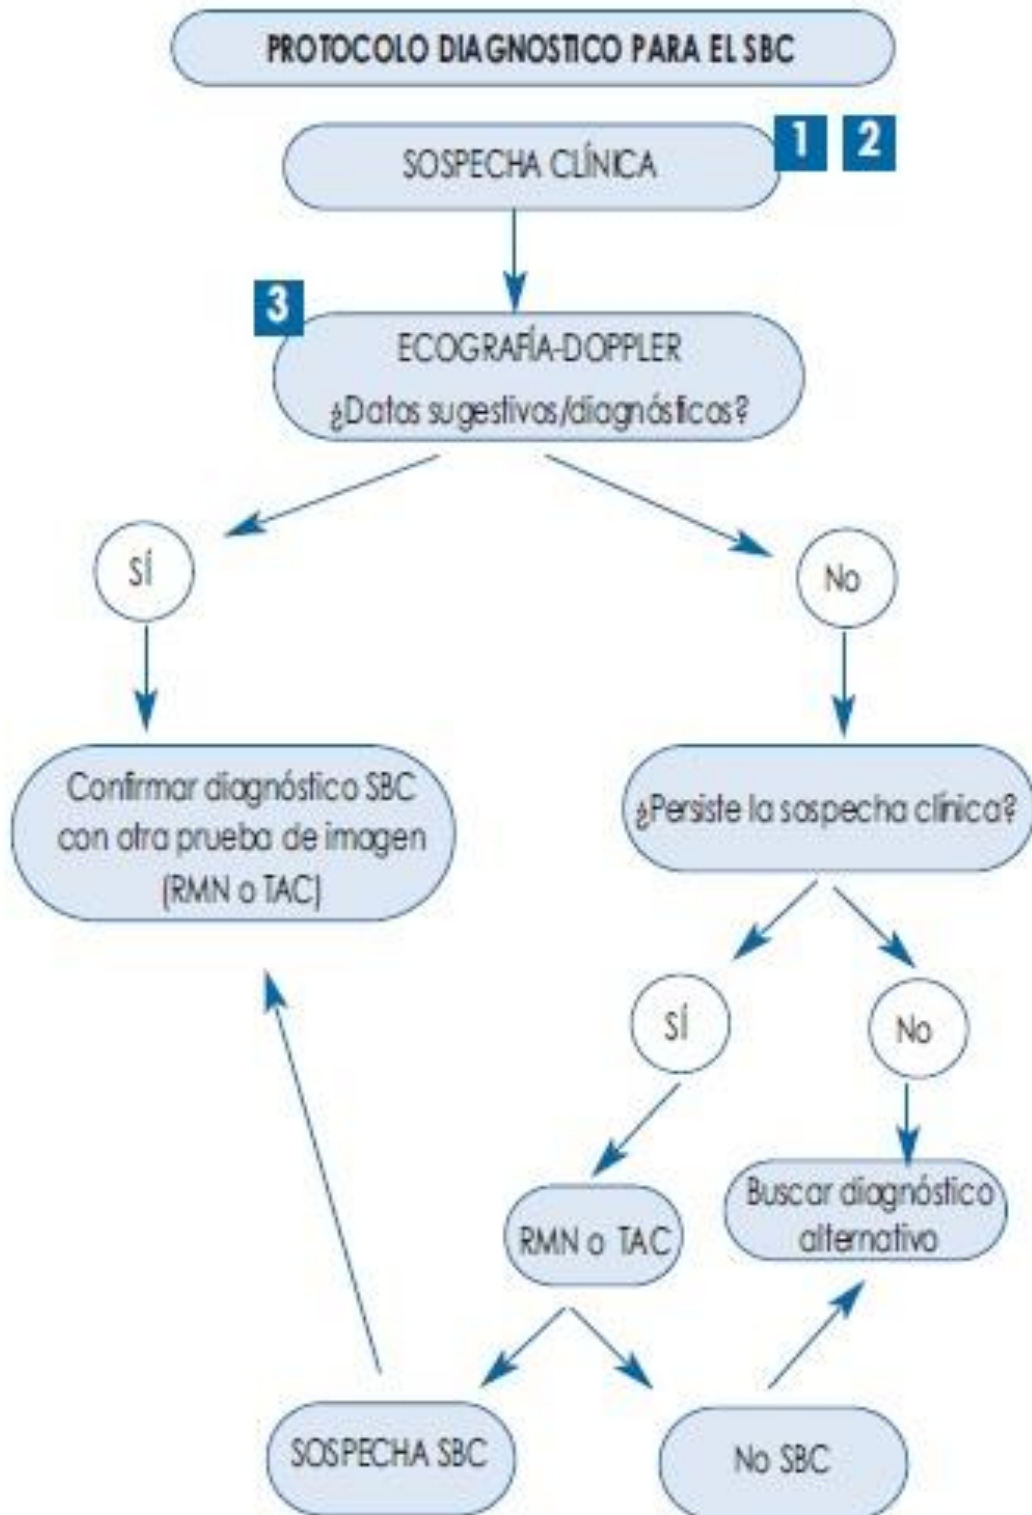 PROTOCOLO DIAGNOSTICO PARA EL SBC
SOSPECHA CLÍNICA
1
2
3
ECOGRAFÍA-DOPPLER
¿Datos sugestivos/diagnósticos?
SÍ
No
Confirmar diagnóstico SBC
con otra prueba de imagen
(RMN o TAC)
¿Persiste la sospecha clínica?
SÍ
No
RMN o TAC
Buscar diagnóstico
alternativo
SOSPECHA SBC
No SBC